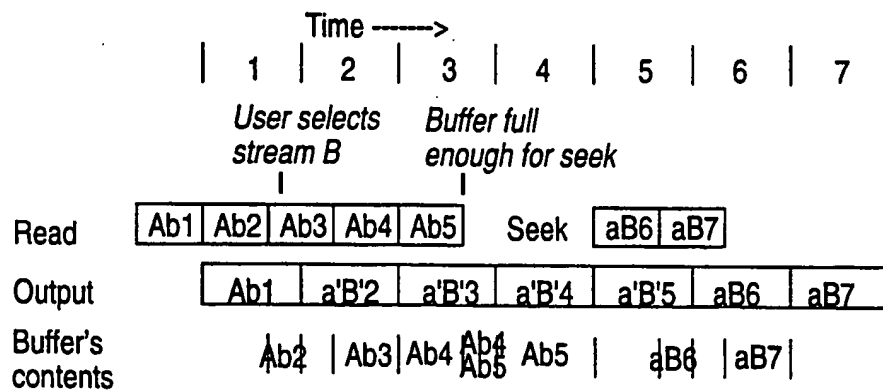 Time ------->
| 1 | 2 | 3 | 4 | 5 | 6 | 7
User selects stream B
Buffer full enough for seek
Read Ab1 Ab2 Ab3 Ab4 Ab5 Seek aB6 aB7
Output Ab1 a'B'2 a'B'3 a'B'4 a'B'5 aB6 aB7
Buffer's contents Ab2 Ab3 Ab4 Ab4 Ab5 Ab5 aB6 aB7